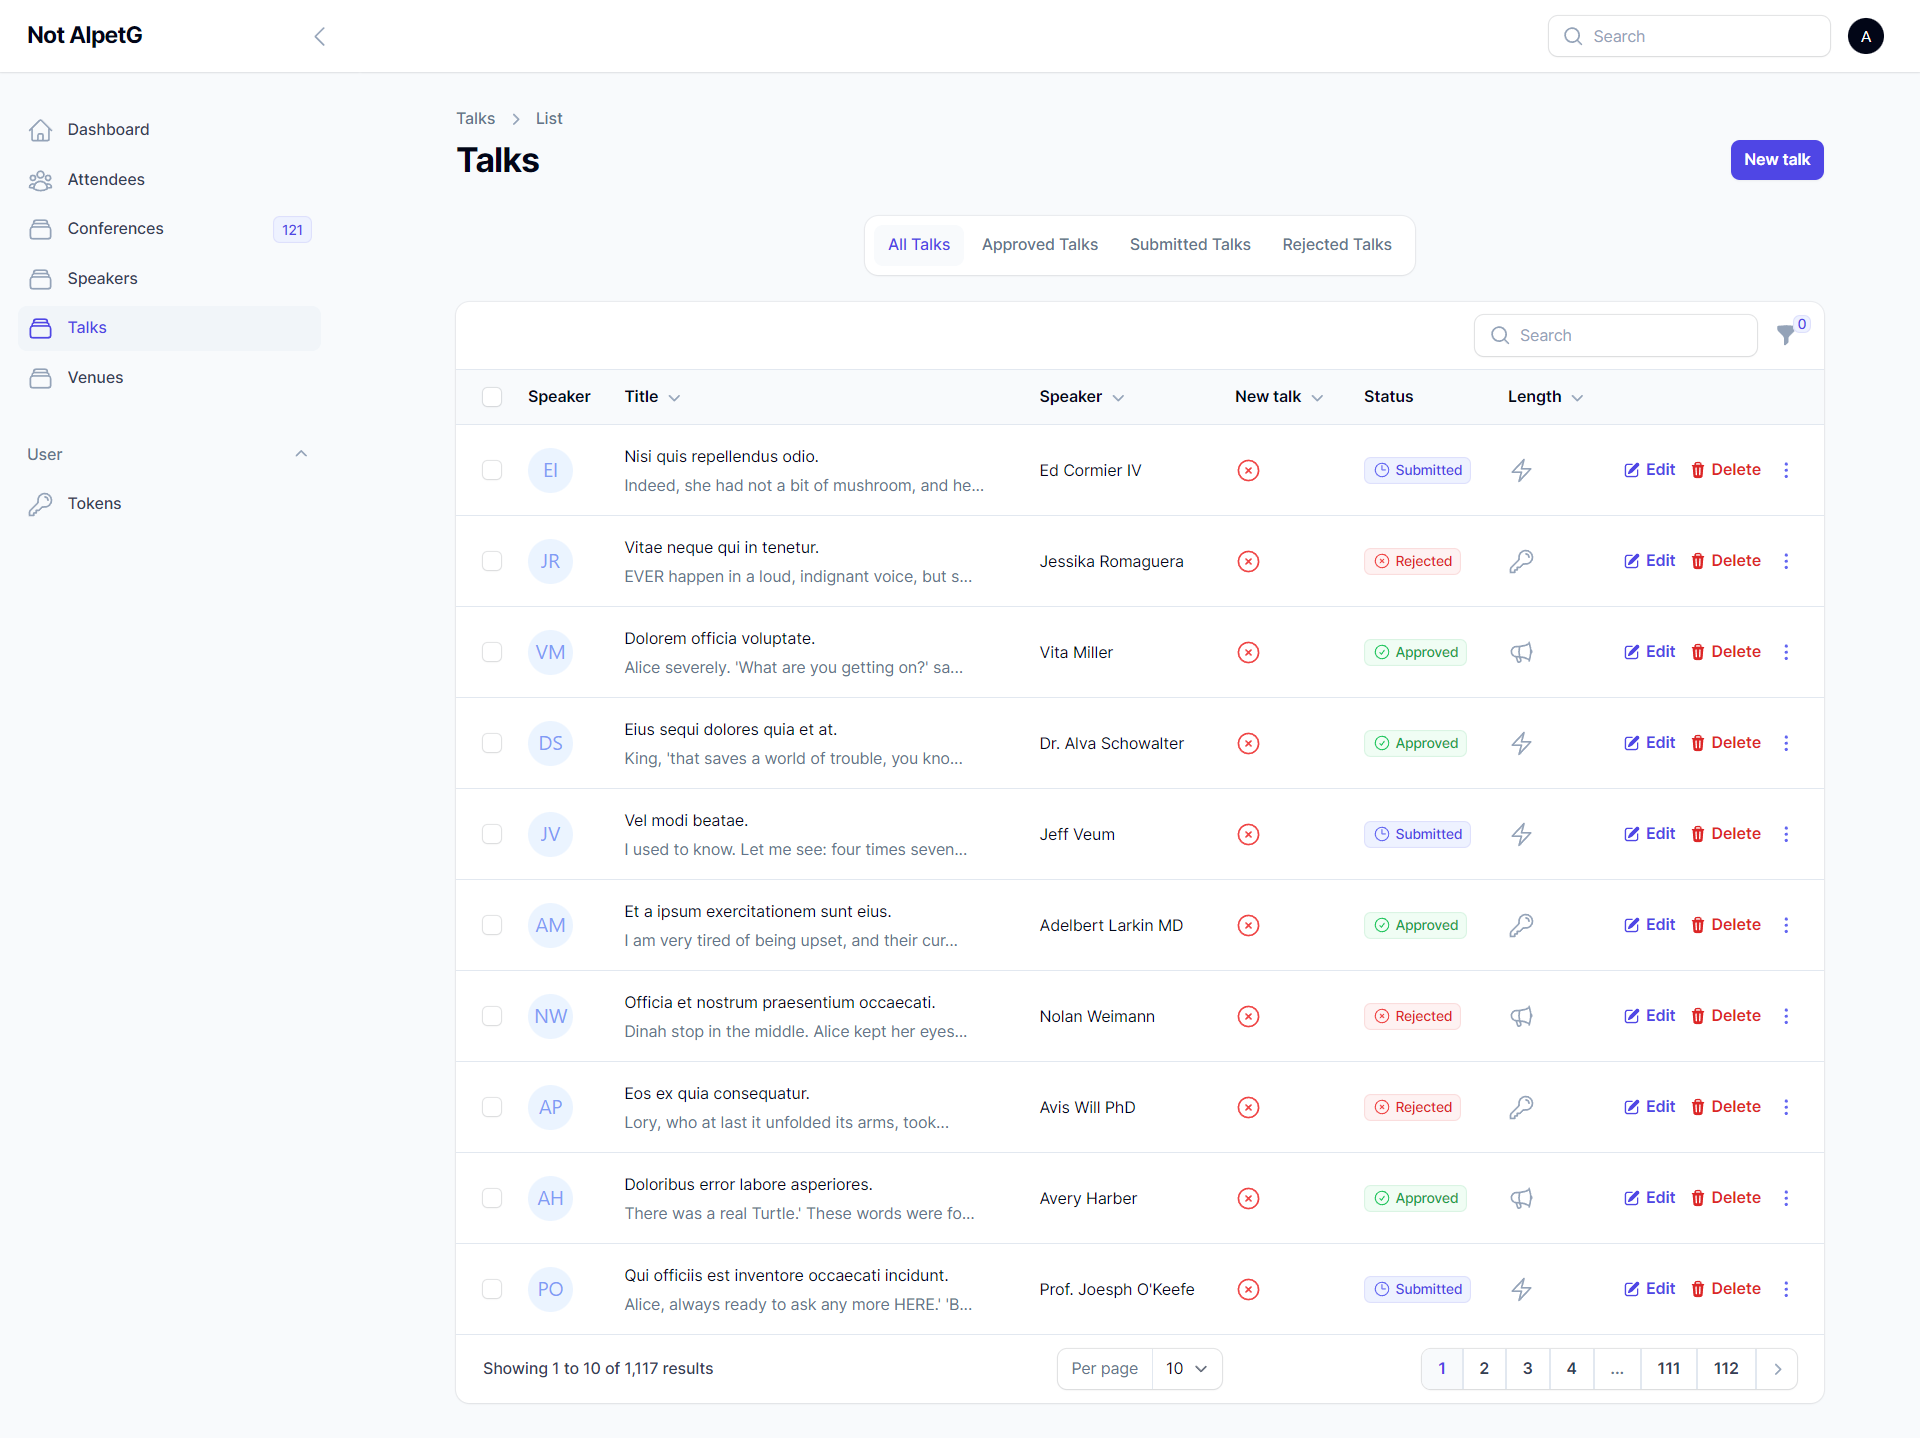 Not AlpetG
Search
A
Dashboard
Attendees
Conferences 121
Speakers
Talks
Venues
User
Tokens
Talks List
Talks
New talk
All Talks Approved Talks Submitted Talks Rejected Talks
Search
0
Speaker Title Speaker New talk Status Length
EI Nisi quis repellendus odio. Ed Cormier IV Submitted Edit Delete
Indeed, she had not a bit of mushroom, and he...
JR Vitae neque qui in tenetur. Jessika Romaguera Rejected Edit Delete
EVER happen in a loud, indignant voice, but s...
VM Dolorem officia voluptate. Vita Miller Approved Edit Delete
Alice severely. 'What are you getting on?' sa...
DS Eius sequi dolores quia et at. Dr. Alva Schowalter Approved Edit Delete
King, 'that saves a world of trouble, you kno...
JV Vel modi beatae. Jeff Veum Submitted Edit Delete
I used to know. Let me see: four times seven...
AM Et a ipsum exercitationem sunt eius. Adelbert Larkin MD Approved Edit Delete
I am very tired of being upset, and their cur...
NW Officia et nostrum praesentium occaecati. Nolan Weimann Rejected Edit Delete
Dinah stop in the middle. Alice kept her eyes...
AP Eos ex quia consequatur. Avis Will PhD Rejected Edit Delete
Lory, who at last it unfolded its arms, took...
AH Doloribus error labore asperiores. Avery Harber Approved Edit Delete
There was a real Turtle.' These words were fo...
PO Qui officiis est inventore occaecati incidunt. Prof. Joesph O'Keefe Submitted Edit Delete
Alice, always ready to ask any more HERE.' 'B...
Showing 1 to 10 of 1,117 results Per page 10 1 2 3 4 ... 111 112